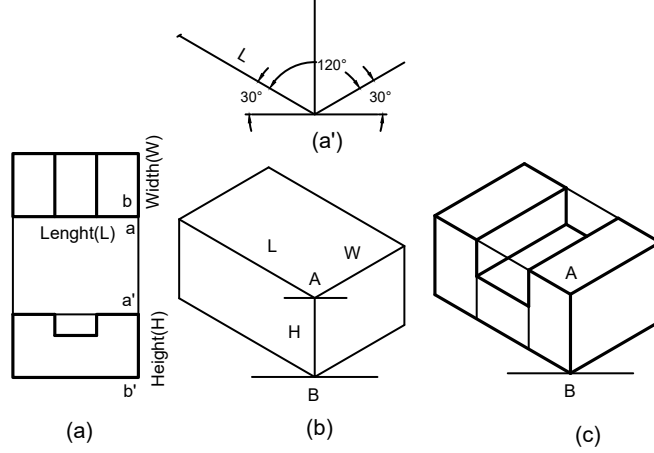 L
120°
30°
30°
(a')
b
Width(W)
Lenght(L)
a
a'
Height(H)
b'
(a)
L
W
A
H
B
(b)
A
B
(c)